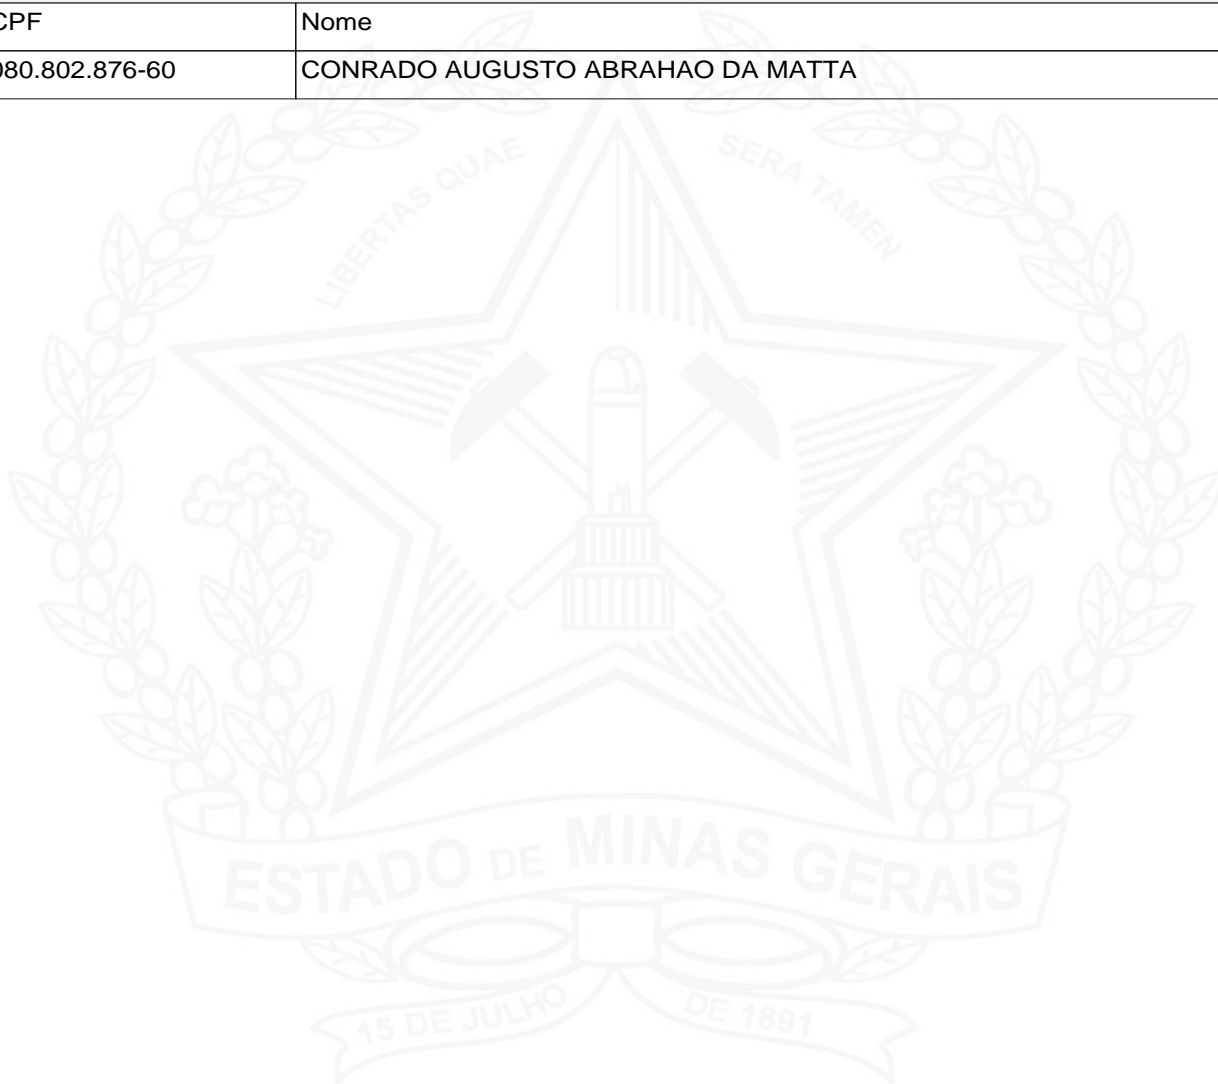 CPF Nome
080.802.876-60 CONRADO AUGUSTO ABRAHAO DA MATTA
LIBERTAS QUAE SERA TAMEN
ESTADO DE MINAS GERAIS
15 DE JULHO DE 1891